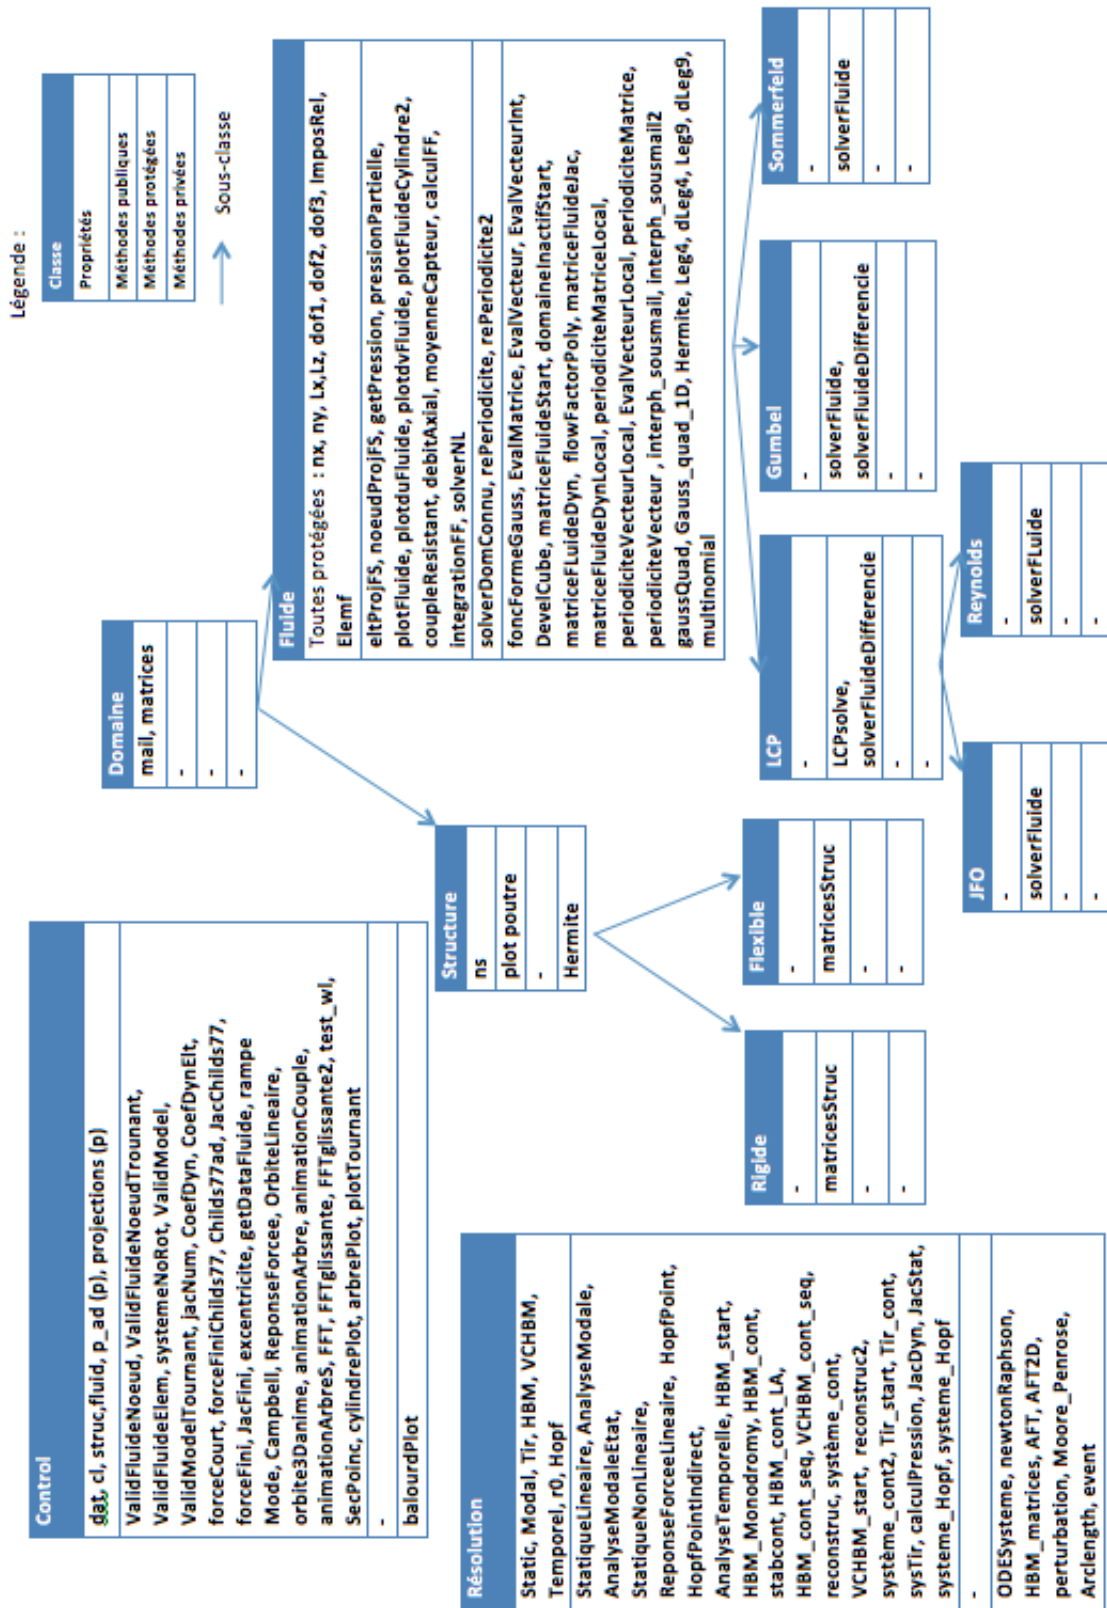 Légende :
Classe
Propriétés
Méthodes publiques
Méthodes protégées
Méthodes privées
Sous-classe
Control
dat, cl, struc,fluid, p_ad (p), projections (p)
ValidFluideNoeud, ValidFluideNoeudTrounant,
ValidFluideElem, systemeNoRot, ValidModel,
ValidModelTournant, jacNum, CoefDyn, CoefDynElt,
forceCourt, forceFiniChilds77, Childs77ad, JacChilds77,
forceFini, JacFini, excentricite, getDataFluide, rampe
Mode, Campbell, ReponseForcee, OrbiteLineaire,
orbite3Danime, animationArbre, animationCouple,
animationArbreS, FFT, FFTglissante, FFTglissante2, test_wl,
SecPoinc, cylindrePlot, arbrePlot, plotTournant
-
balourdPlot
Domaine
mail, matrices
-
-
-
Fluide
Toutes protégées : nx, ny, Lx,Lz, dof1, dof2, dof3, ImposRel,
Elemf
eltProjFS, noeudProjFS, getPression, pressionPartielle,
plotFluide, plotduFluide, plotdvFluide, plotFluideCylindre2,
coupleResistant, debitAxial, moyenneCapteur, calculFF,
integrationFF, solverNL
solverDomConnu, rePeriodicite, rePeriodicite2
foncFormeGauss, EvalMatrice, EvalVecteur, EvalVecteurInt,
DevelCube, matriceFluideStart, domaineInactifStart,
matriceFLuideDyn, flowFactorPoly, matriceFluideJac,
matriceFluideDynLocal, periodiciteMatriceLocal,
periodiciteVecteurLocal, EvalVecteurLocal, periodiciteMatrice,
periodiciteVecteur , interph_sousmail, interph_sousmail2
gaussQuad, Gauss_quad_1D, Hermite, Leg4, dLeg4, Leg9, dLeg9,
multinomial
Structure
ns
plot poutre
-
Hermite
Résolution
Static, Modal, Tir, HBM, VCHBM,
Temporel, r0, Hopf
StatiqueLineaire, AnalyseModale,
AnalyseModaleEtat,
StatiqueNonLineaire,
ReponseForceeLineaire, HopfPoint,
HopfPointIndirect,
AnalyseTemporelle, HBM_start,
HBM_Monodromy, HBM_cont,
stabcont, HBM_cont_LA,
HBM_cont_seq, VCHBM_cont_seq,
reconstruc, système_cont,
VCHBM_start, reconstruc2,
système_cont2, Tir_start, Tir_cont,
sysTir, calculPression, JacDyn, JacStat,
systeme_Hopf, systeme_Hopf
-
ODESysteme, newtonRaphson,
HBM_matrices, AFT, AFT2D,
perturbation, Moore_Penrose,
Arclength, event
Rigide
-
matricesStruc
-
-
Flexible
-
matricesStruc
-
-
LCP
-
LCPsolve,
solverFluideDifferencie
-
-
Gumbel
-
solverFluide,
solverFluideDifferencie
-
-
Sommerfeld
-
solverFluide
-
-
JFO
-
solverFluide
-
-
Reynolds
-
solverFLuide
-
-